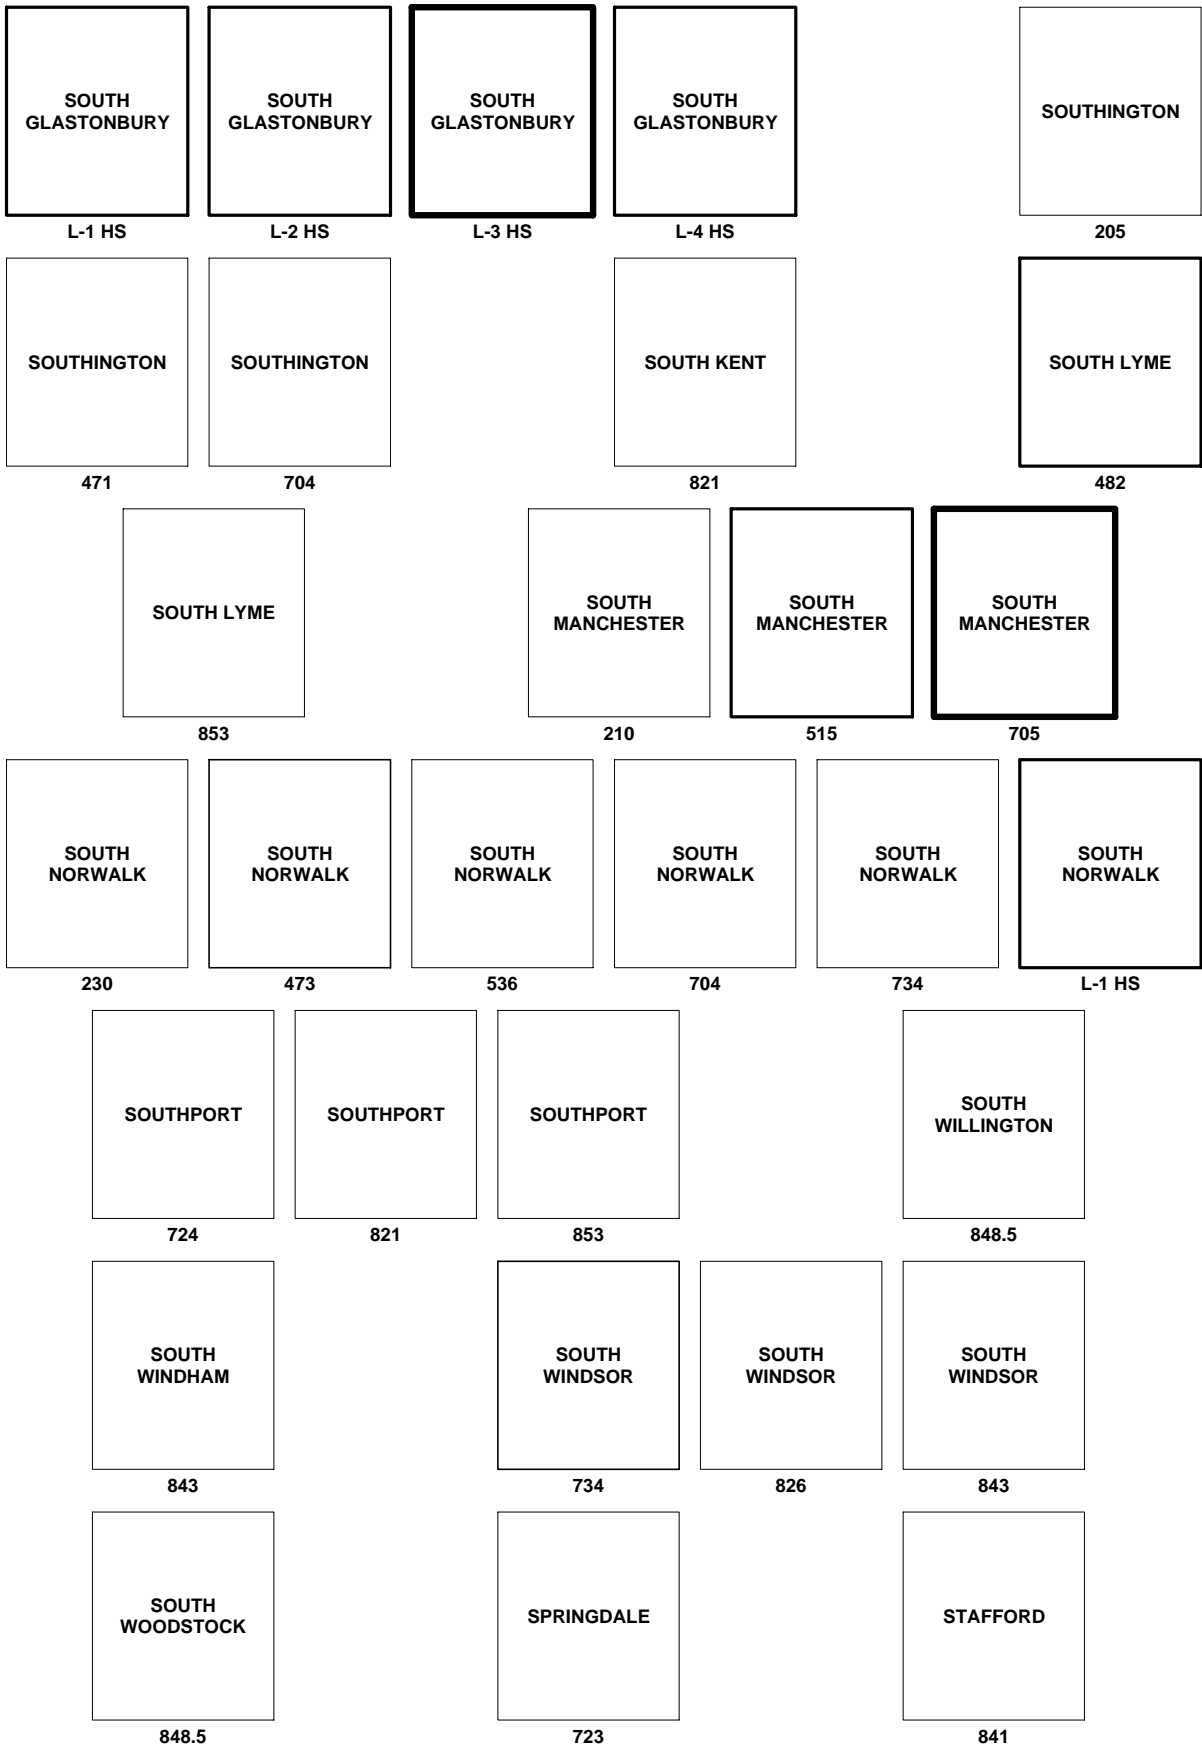 SOUTH
GLASTONBURY
L-1 HS
SOUTH
GLASTONBURY
L-2 HS
SOUTH
GLASTONBURY
L-3 HS
SOUTH
GLASTONBURY
L-4 HS
SOUTHINGTON
205
SOUTHINGTON
471
SOUTHINGTON
704
SOUTH KENT
821
SOUTH LYME
482
SOUTH LYME
853
SOUTH
MANCHESTER
210
SOUTH
MANCHESTER
515
SOUTH
MANCHESTER
705
SOUTH
NORWALK
230
SOUTH
NORWALK
473
SOUTH
NORWALK
536
SOUTH
NORWALK
704
SOUTH
NORWALK
734
SOUTH
NORWALK
L-1 HS
SOUTHPORT
724
SOUTHPORT
821
SOUTHPORT
853
SOUTH
WILLINGTON
848.5
SOUTH
WINDHAM
843
SOUTH
WINDSOR
734
SOUTH
WINDSOR
826
SOUTH
WINDSOR
843
SOUTH
WOODSTOCK
848.5
SPRINGDALE
723
STAFFORD
841